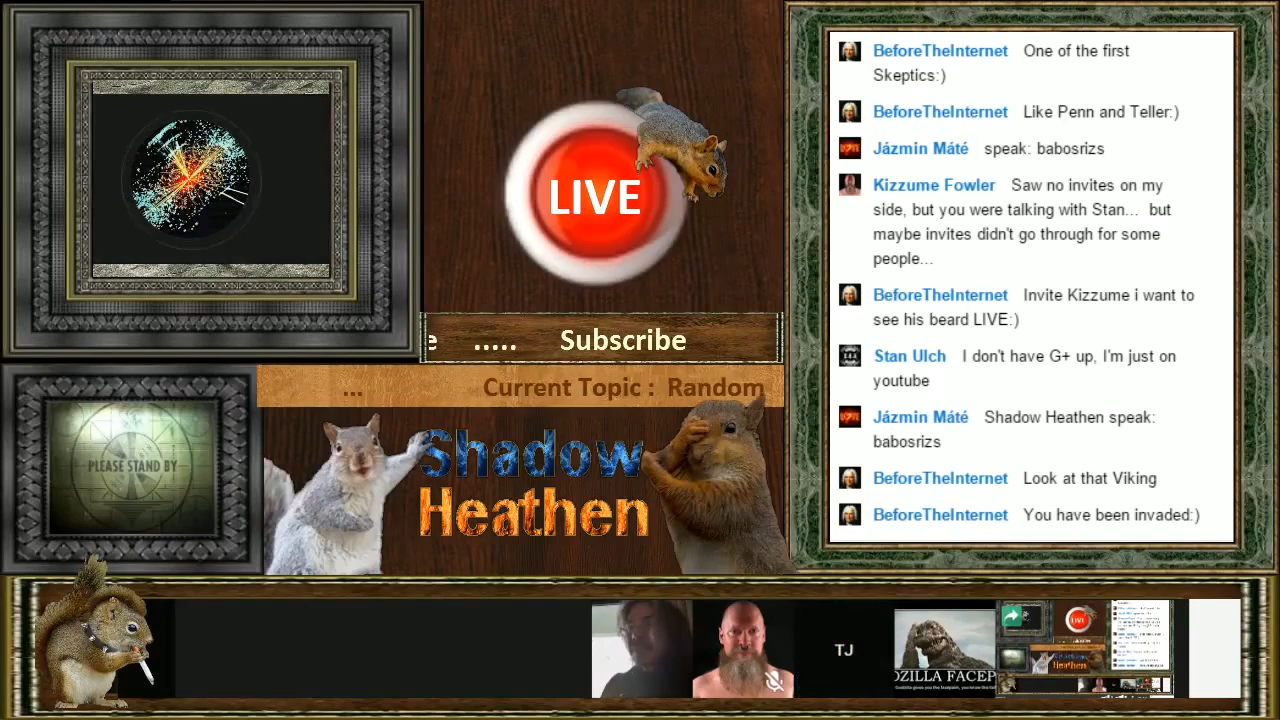 LIVE
e ..... Subscribe
... Current Topic : Random
PLEASE STAND BY
Shadow
Heathen
BeforeTheInternet One of the first
Skeptics:)
BeforeTheInternet Like Penn and Teller:)
Jázmin Máté speak: babosrizs
Kizzume Fowler Saw no invites on my
side, but you were talking with Stan... but
maybe invites didn't go through for some
people...
BeforeTheInternet Invite Kizzume i want to
see his beard LIVE:)
Stan Ulch I don't have G+ up, I'm just on
youtube
Jázmin Máté Shadow Heathen speak:
babosrizs
BeforeTheInternet Look at that Viking
BeforeTheInternet You have been invaded:)
TJ
DZILLA FACEP
LIVE
Heathen